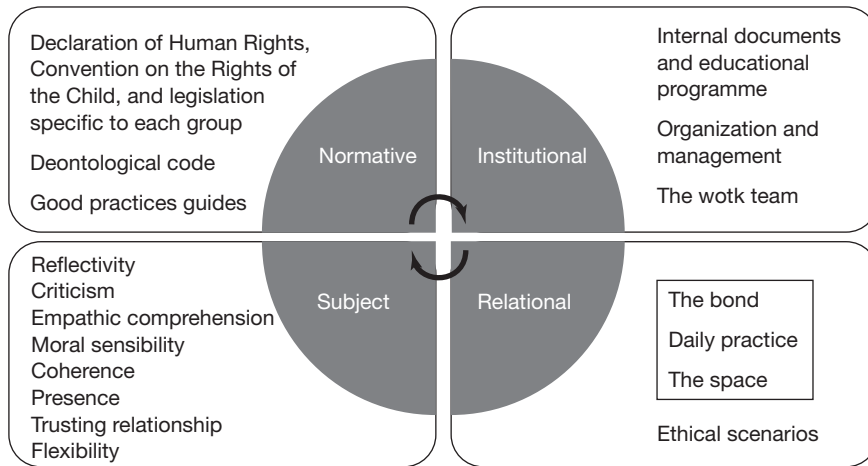 Declaration of Human Rights,
Convention on the Rights of
the Child, and legislation
specific to each group
Deontological code
Good practices guides
Normative
Institutional
Internal documents
and educational
programme
Organization and
management
The wotk team
Reflectivity
Criticism
Empathic comprehension
Moral sensibility
Coherence
Presence
Trusting relationship
Flexibility
Subject
Relational
The bond
Daily practice
The space
Ethical scenarios